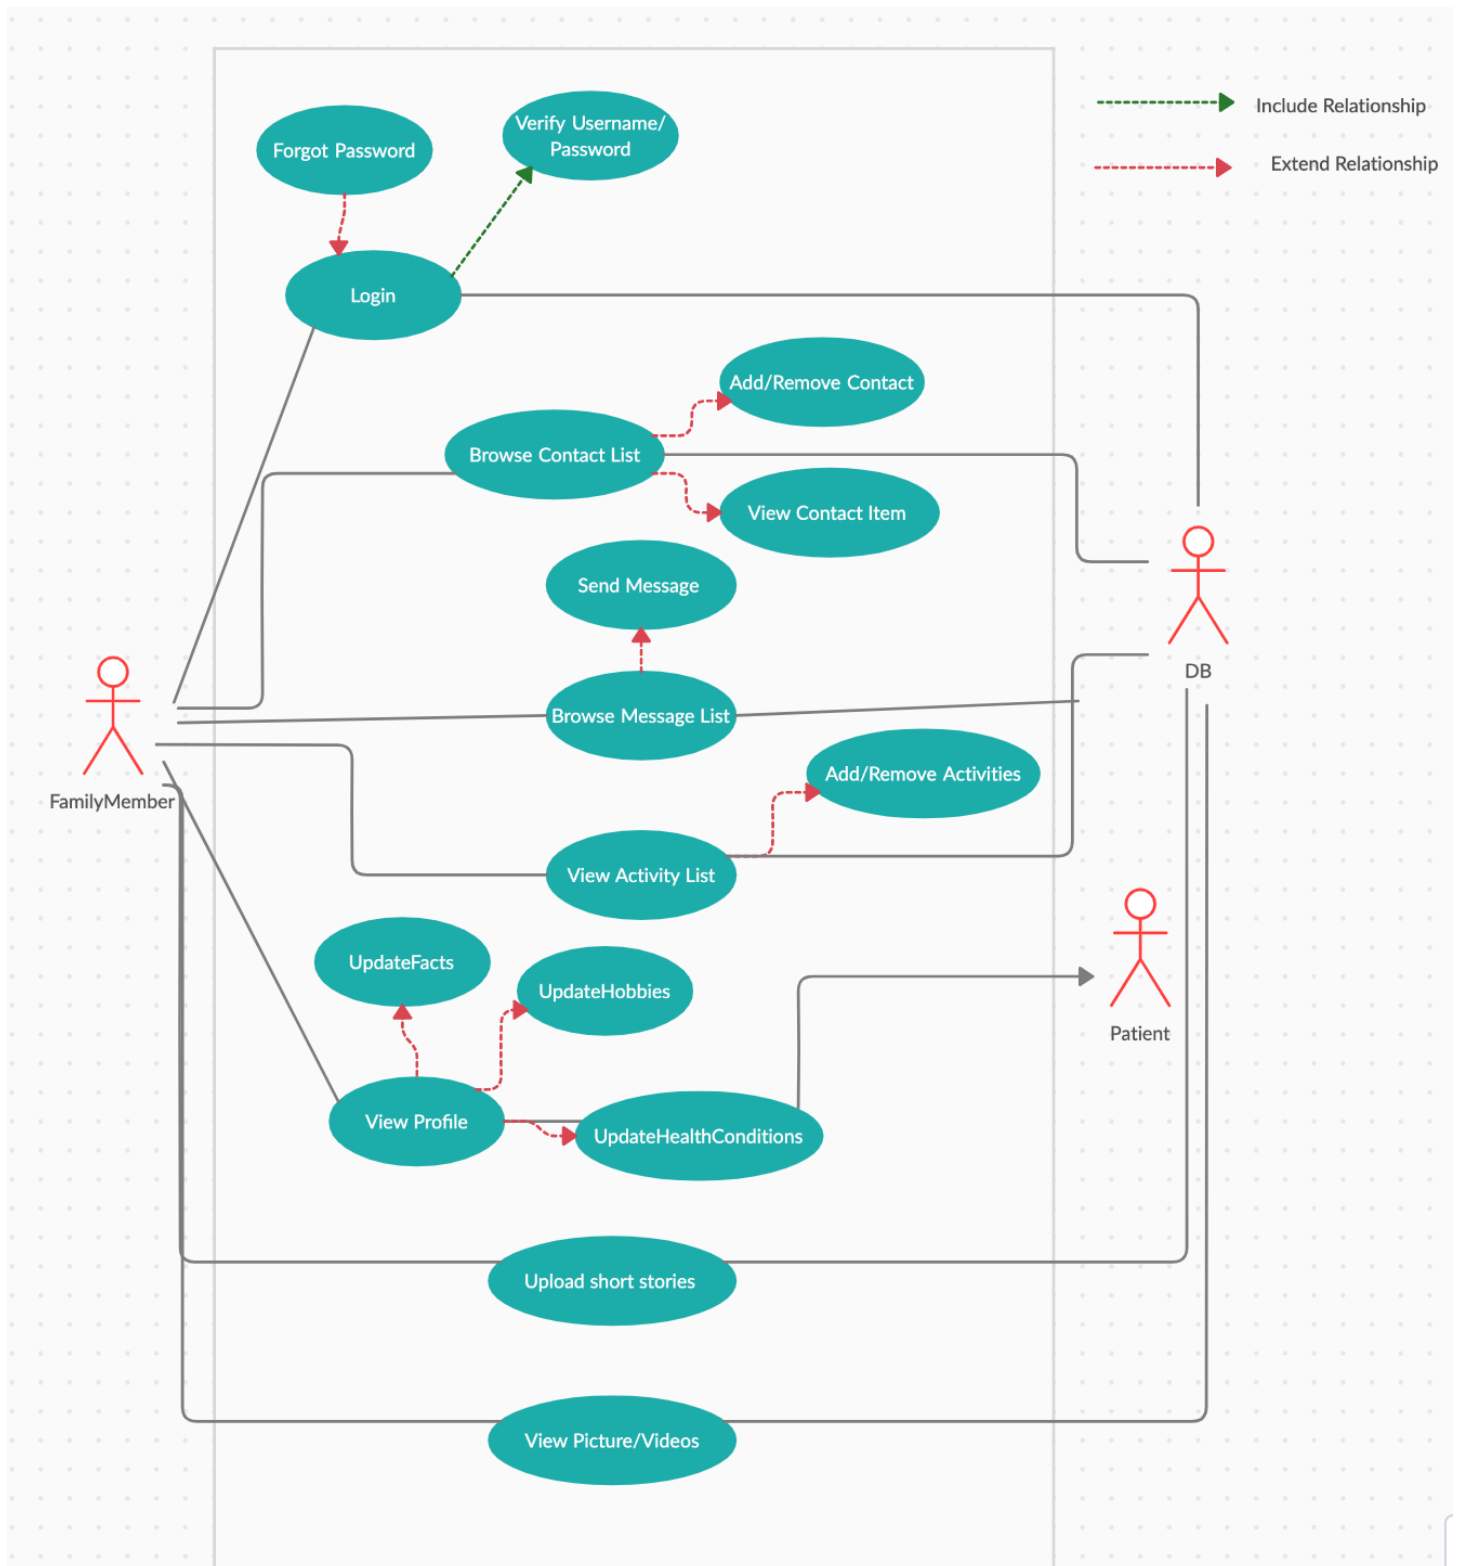 Forgot Password
Verify Username/
Password
Include Relationship
Extend Relationship
Login
Add/Remove Contact
Browse Contact List
View Contact Item
Send Message
DB
Browse Message List
Add/Remove Activities
FamilyMember
View Activity List
UpdateFacts
UpdateHobbies
Patient
View Profile
UpdateHealthConditions
Upload short stories
View Picture/Videos